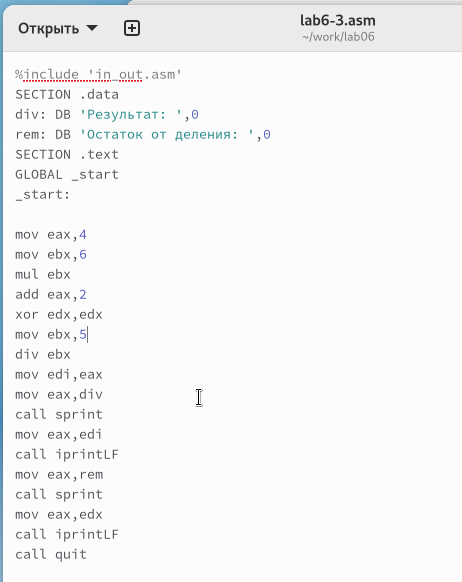 Открыть
lab6-3.asm
~/work/lab06
%include 'in_out.asm'
SECTION .data
div: DB 'Результат: ',0
rem: DB 'Остаток от деления: ',0
SECTION .text
GLOBAL _start
_start:
mov eax,4
mov ebx,6
mul ebx
add eax,2
xor edx,edx
mov ebx,5
div ebx
mov edi,eax
mov eax,div
call sprint
mov eax,edi
call iprintLF
mov eax,rem
call sprint
mov eax,edx
call iprintLF
call quit